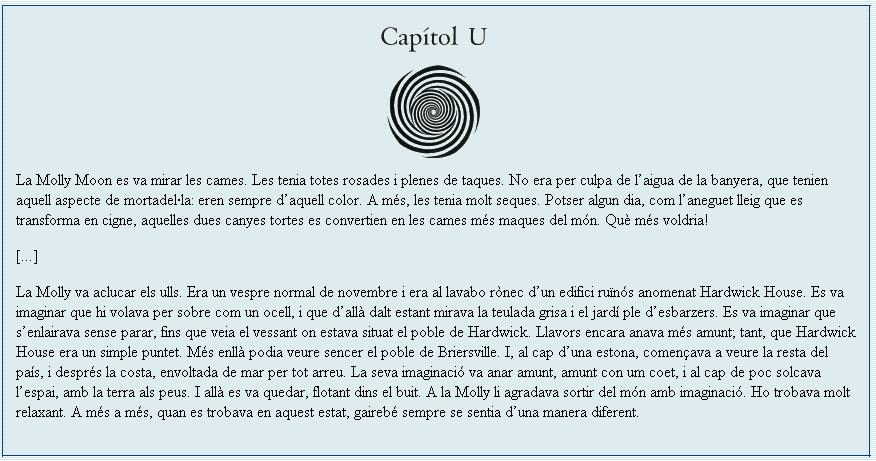 Capítol U
La Molly Moon es va mirar les cames. Les tenia totes rosades i plenes de taques. No era per culpa de l'aigua de la banyera, que tenien
aquell aspecte de mortadel·la: eren sempre d'aquell color. A més, les tenia molt seques. Potser algun dia, com l'aneguet lleig que es
transforma en cigne, aquelles dues canyes tortes es convertien en les cames més maques del món. Què més voldria!
[...]
La Molly va aclucar els ulls. Era un vespre normal de novembre i era al lavabo rònec d'un edifici ruïnós anomenat Hardwick House. Es va
imaginar que hi volava per sobre com un ocell, i que d'allà dalt estant mirava la teulada grisa i el jardí ple d'esbarzers. Es va imaginar que
s'enlairava sense parar, fins que veia el vessant on estava situat el poble de Hardwick. Llavors encara anava més amunt; tant, que Hardwick
House era un simple puntet. Més enllà podia veure sencer el poble de Briersville. I, al cap d'una estona, començava a veure la resta del
país, i després la costa, envoltada de mar per tot arreu. La seva imaginació va anar amunt, amunt com un coet, i al cap de poc solcava
l'espai, amb la terra als peus. I allà es va quedar, flotant dins el buit. A la Molly li agradava sortir del món amb imaginació. Ho trobava molt
relaxant. A més a més, quan es trobava en aquest estat, gairebé sempre se sentia d'una manera diferent.